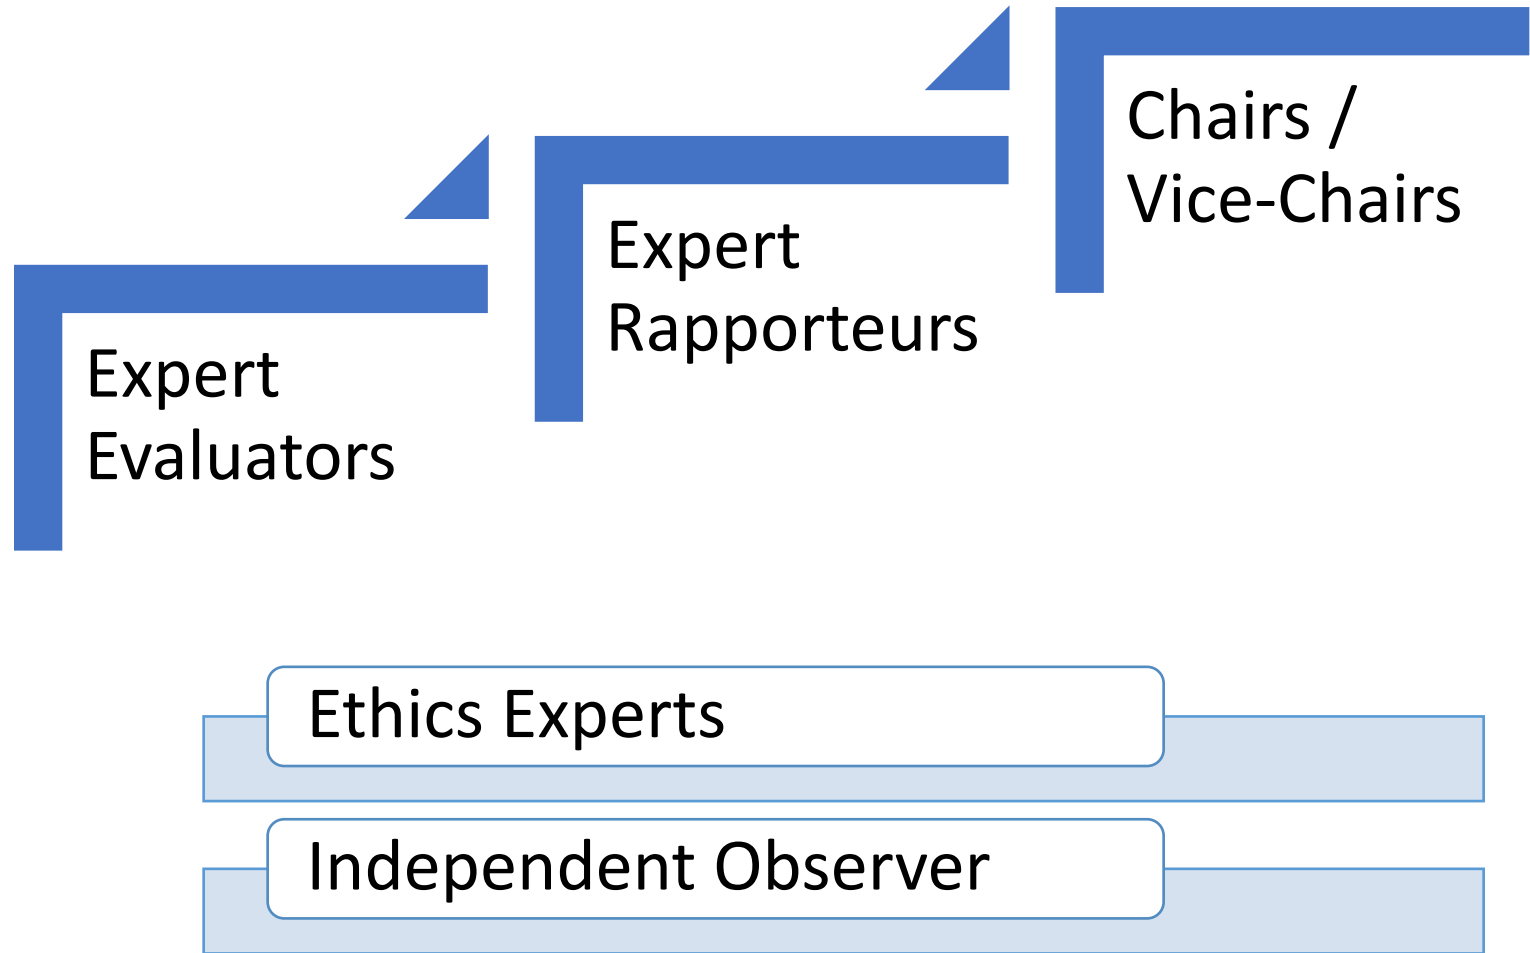 Chairs /
Vice-Chairs
Expert
Rapporteurs
Expert
Evaluators
Ethics Experts
Independent Observer